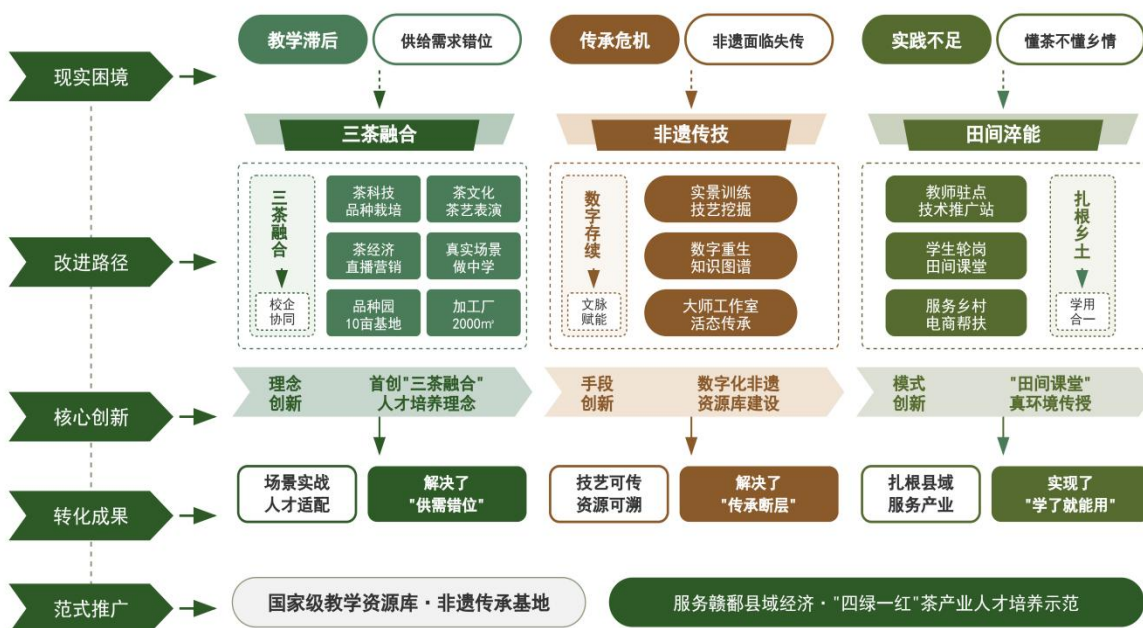 现实困境
教学滞后
供给需求错位
传承危机
非遗面临失传
实践不足
懂茶不懂乡情
三茶融合
非遗传技
田间淬能
改进路径
三茶融合
校企
协同
茶科技
品种栽培
茶文化
茶艺表演
茶经济
直播营销
真实场景
做中学
品种园
10亩基地
加工厂
2000㎡
数字存续
文脉
赋能
实景训练
技艺挖掘
数字重生
知识图谱
大师工作室
活态传承
教师驻点
技术推广站
学生轮岗
田间课堂
服务乡村
电商帮扶
扎根乡土
学用
合一
核心创新
理念
创新
首创"三茶融合"
人才培养理念
手段
创新
数字化非遗
资源库建设
模式
创新
"田间课堂"
真环境传授
转化成果
场景实战
人才适配
解决了
"供需错位"
技艺可传
资源可溯
解决了
"传承断层"
扎根县域
服务产业
实现了
"学了就能用"
范式推广
国家级教学资源库·非遗传承基地
服务赣鄱县域经济·"四绿一红"茶产业人才培养示范